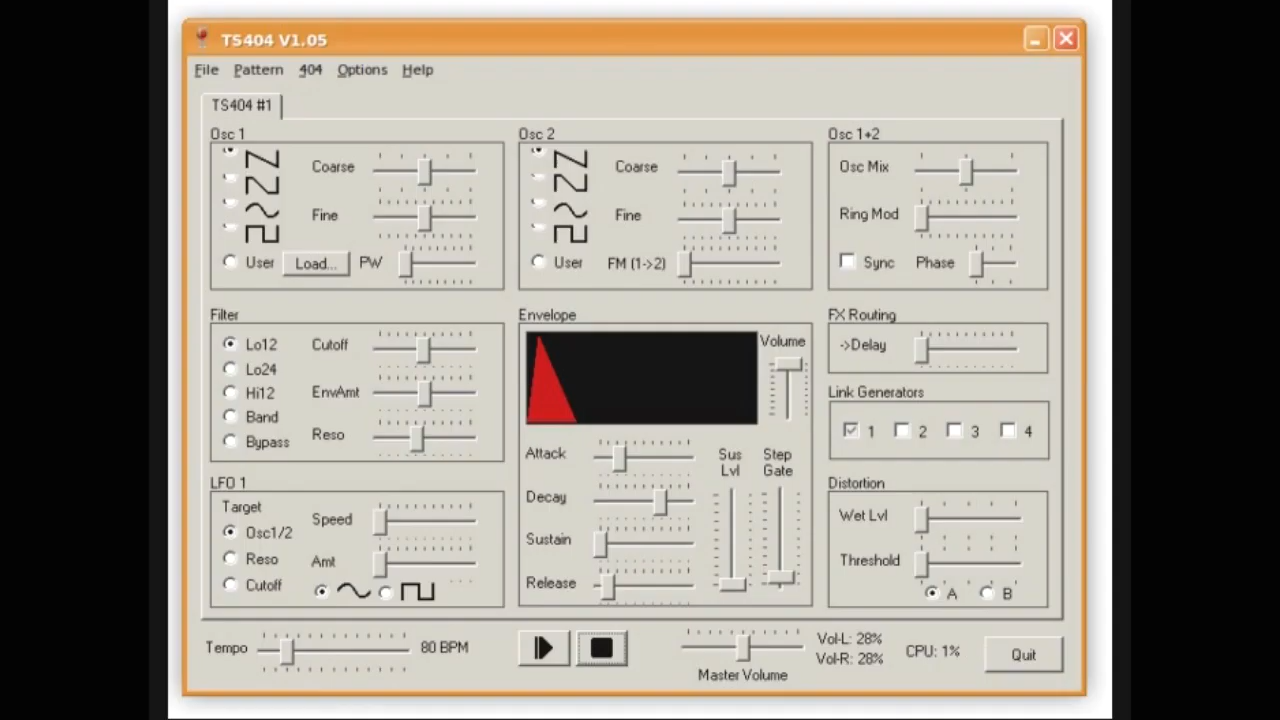 TS404 V1.05
File Pattern 404 Options Help
TS404 #1
Osc 1
Coarse
Fine
User Load... PW
Osc 2
Coarse
Fine
User FM (1->2)
Osc 1+2
Osc Mix
Ring Mod
Sync Phase
Filter
Lo12 Cutoff
Lo24
Hi12 EnvAmt
Band
Reso
Bypass
Envelope
Volume
Attack
Decay
Sustain
Release
Sus
Lvl
Step
Gate
FX Routing
->Delay
Link Generators
1 2 3 4
LFO 1
Target
Speed
Osc1/2
Reso
Amt
Cutoff
Distortion
Wet Lvl
Threshold
A B
Tempo 80 BPM
Master Volume
Vol-L: 28%
Vol-R: 28%
CPU: 1%
Quit